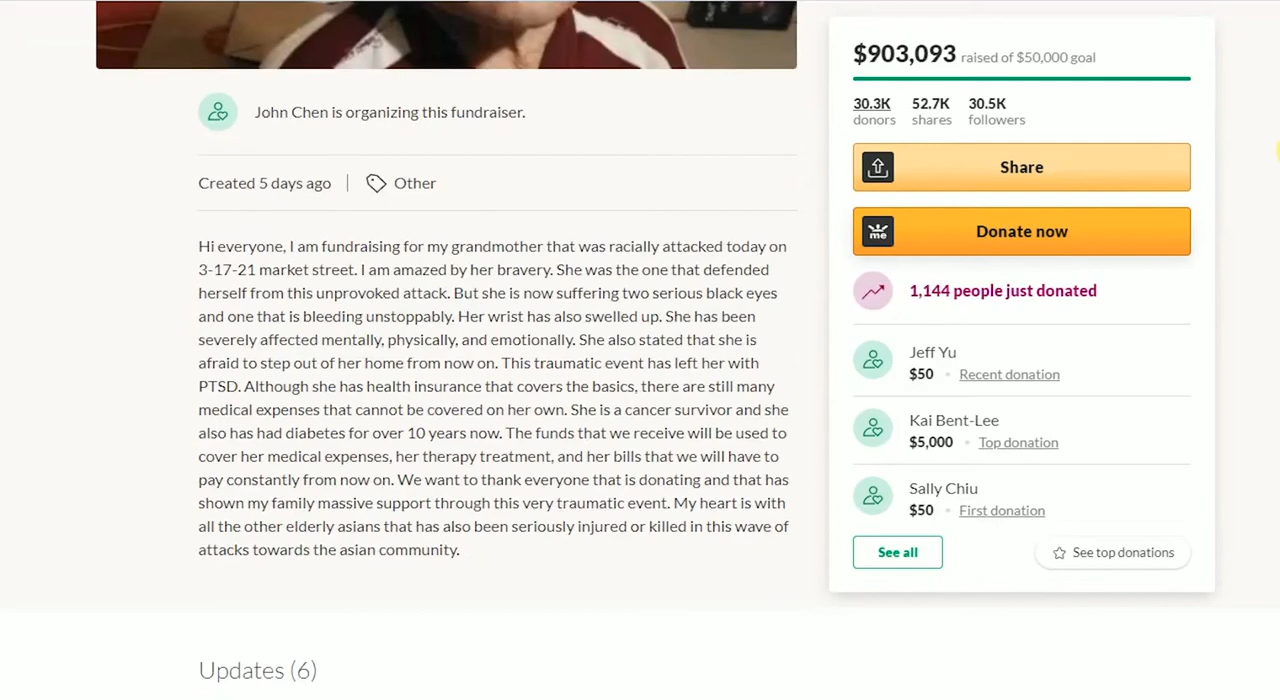 John Chen is organizing this fundraiser.
Created 5 days ago
Other
Hi everyone, I am fundraising for my grandmother that was racially attacked today on
3-17-21 market street. I am amazed by her bravery. She was the one that defended
herself from this unprovoked attack. But she is now suffering two serious black eyes
and one that is bleeding unstoppably. Her wrist has also swelled up. She has been
severely affected mentally, physically, and emotionally. She also stated that she is
afraid to step out of her home from now on. This traumatic event has left her with
PTSD. Although she has health insurance that covers the basics, there are still many
medical expenses that cannot be covered on her own. She is a cancer survivor and she
also has had diabetes for over 10 years now. The funds that we receive will be used to
cover her medical expenses, her therapy treatment, and her bills that we will have to
pay constantly from now on. We want to thank everyone that is donating and that has
shown my family massive support through this very traumatic event. My heart is with
all the other elderly asians that has also been seriously injured or killed in this wave of
attacks towards the asian community.
Updates (6)
$903,093 raised of $50,000 goal
30.3K 52.7K 30.5K
donors shares followers
Share
me
Donate now
1,144 people just donated
Jeff Yu
$50 • Recent donation
Kai Bent-Lee
$5,000 • Top donation
Sally Chiu
$50 • First donation
See all
See top donations